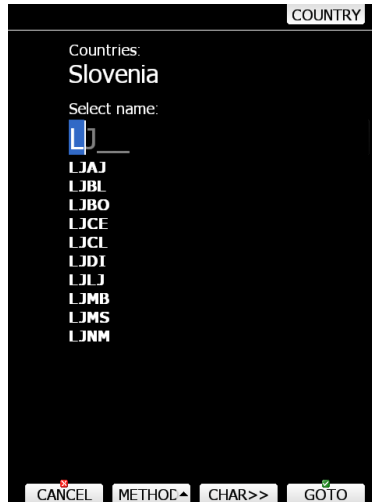 COUNTRY
Countries:
Slovenia
Select name:
LJ__
LJAJ
LJBL
LJBO
LJCE
LJCL
LJDI
LJLJ
LJMB
LJMS
LJNM
CANCEL METHOD CHAR>> GOTO